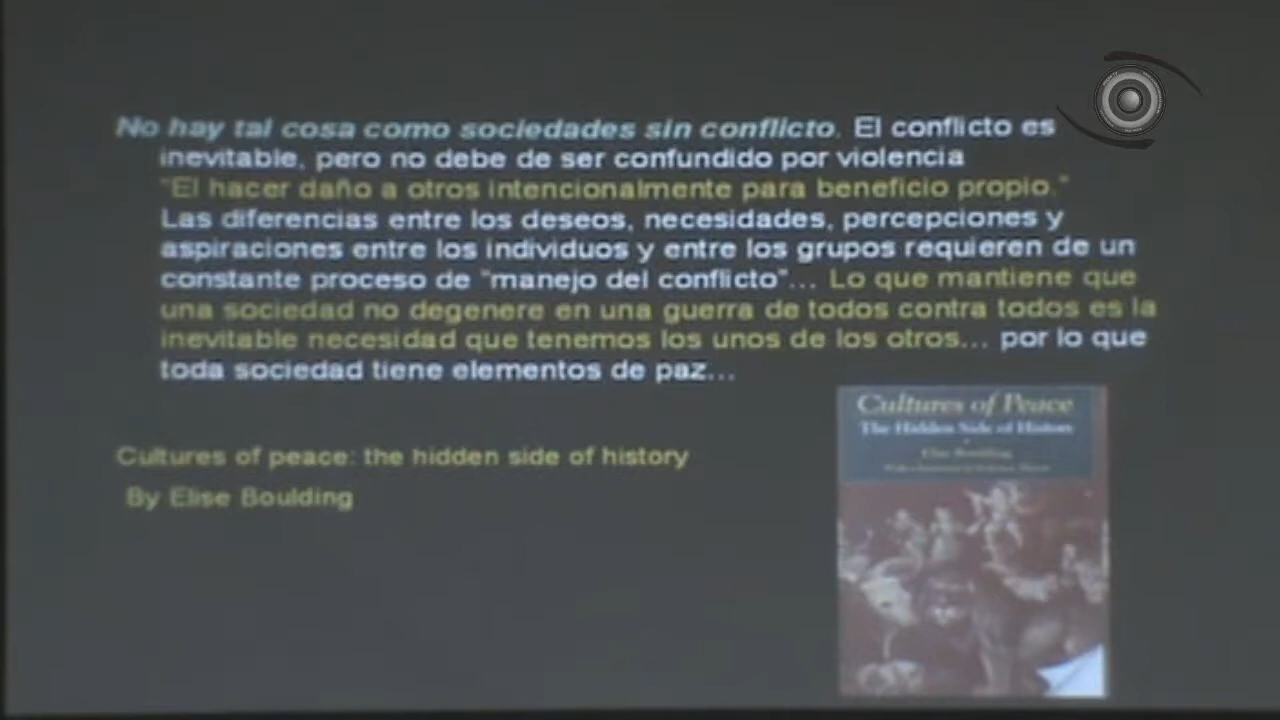 No hay tal cosa como sociedades sin conflicto. El conflicto es
inevitable, pero no debe de ser confundido por violencia
"El hacer daño a otros intencionalmente para beneficio propio."
Las diferencias entre los deseos, necesidades, percepciones y
aspiraciones entre los individuos y entre los grupos requieren de un
constante proceso de "manejo del conflicto"... Lo que mantiene que
una sociedad no degenere en una guerra de todos contra todos es la
inevitable necesidad que tenemos los unos de los otros... por lo que
toda sociedad tiene elementos de paz...
Cultures of peace: the hidden side of history
By Elise Boulding
Cultures of Peace
The Hidden Side of History
Elise Boulding